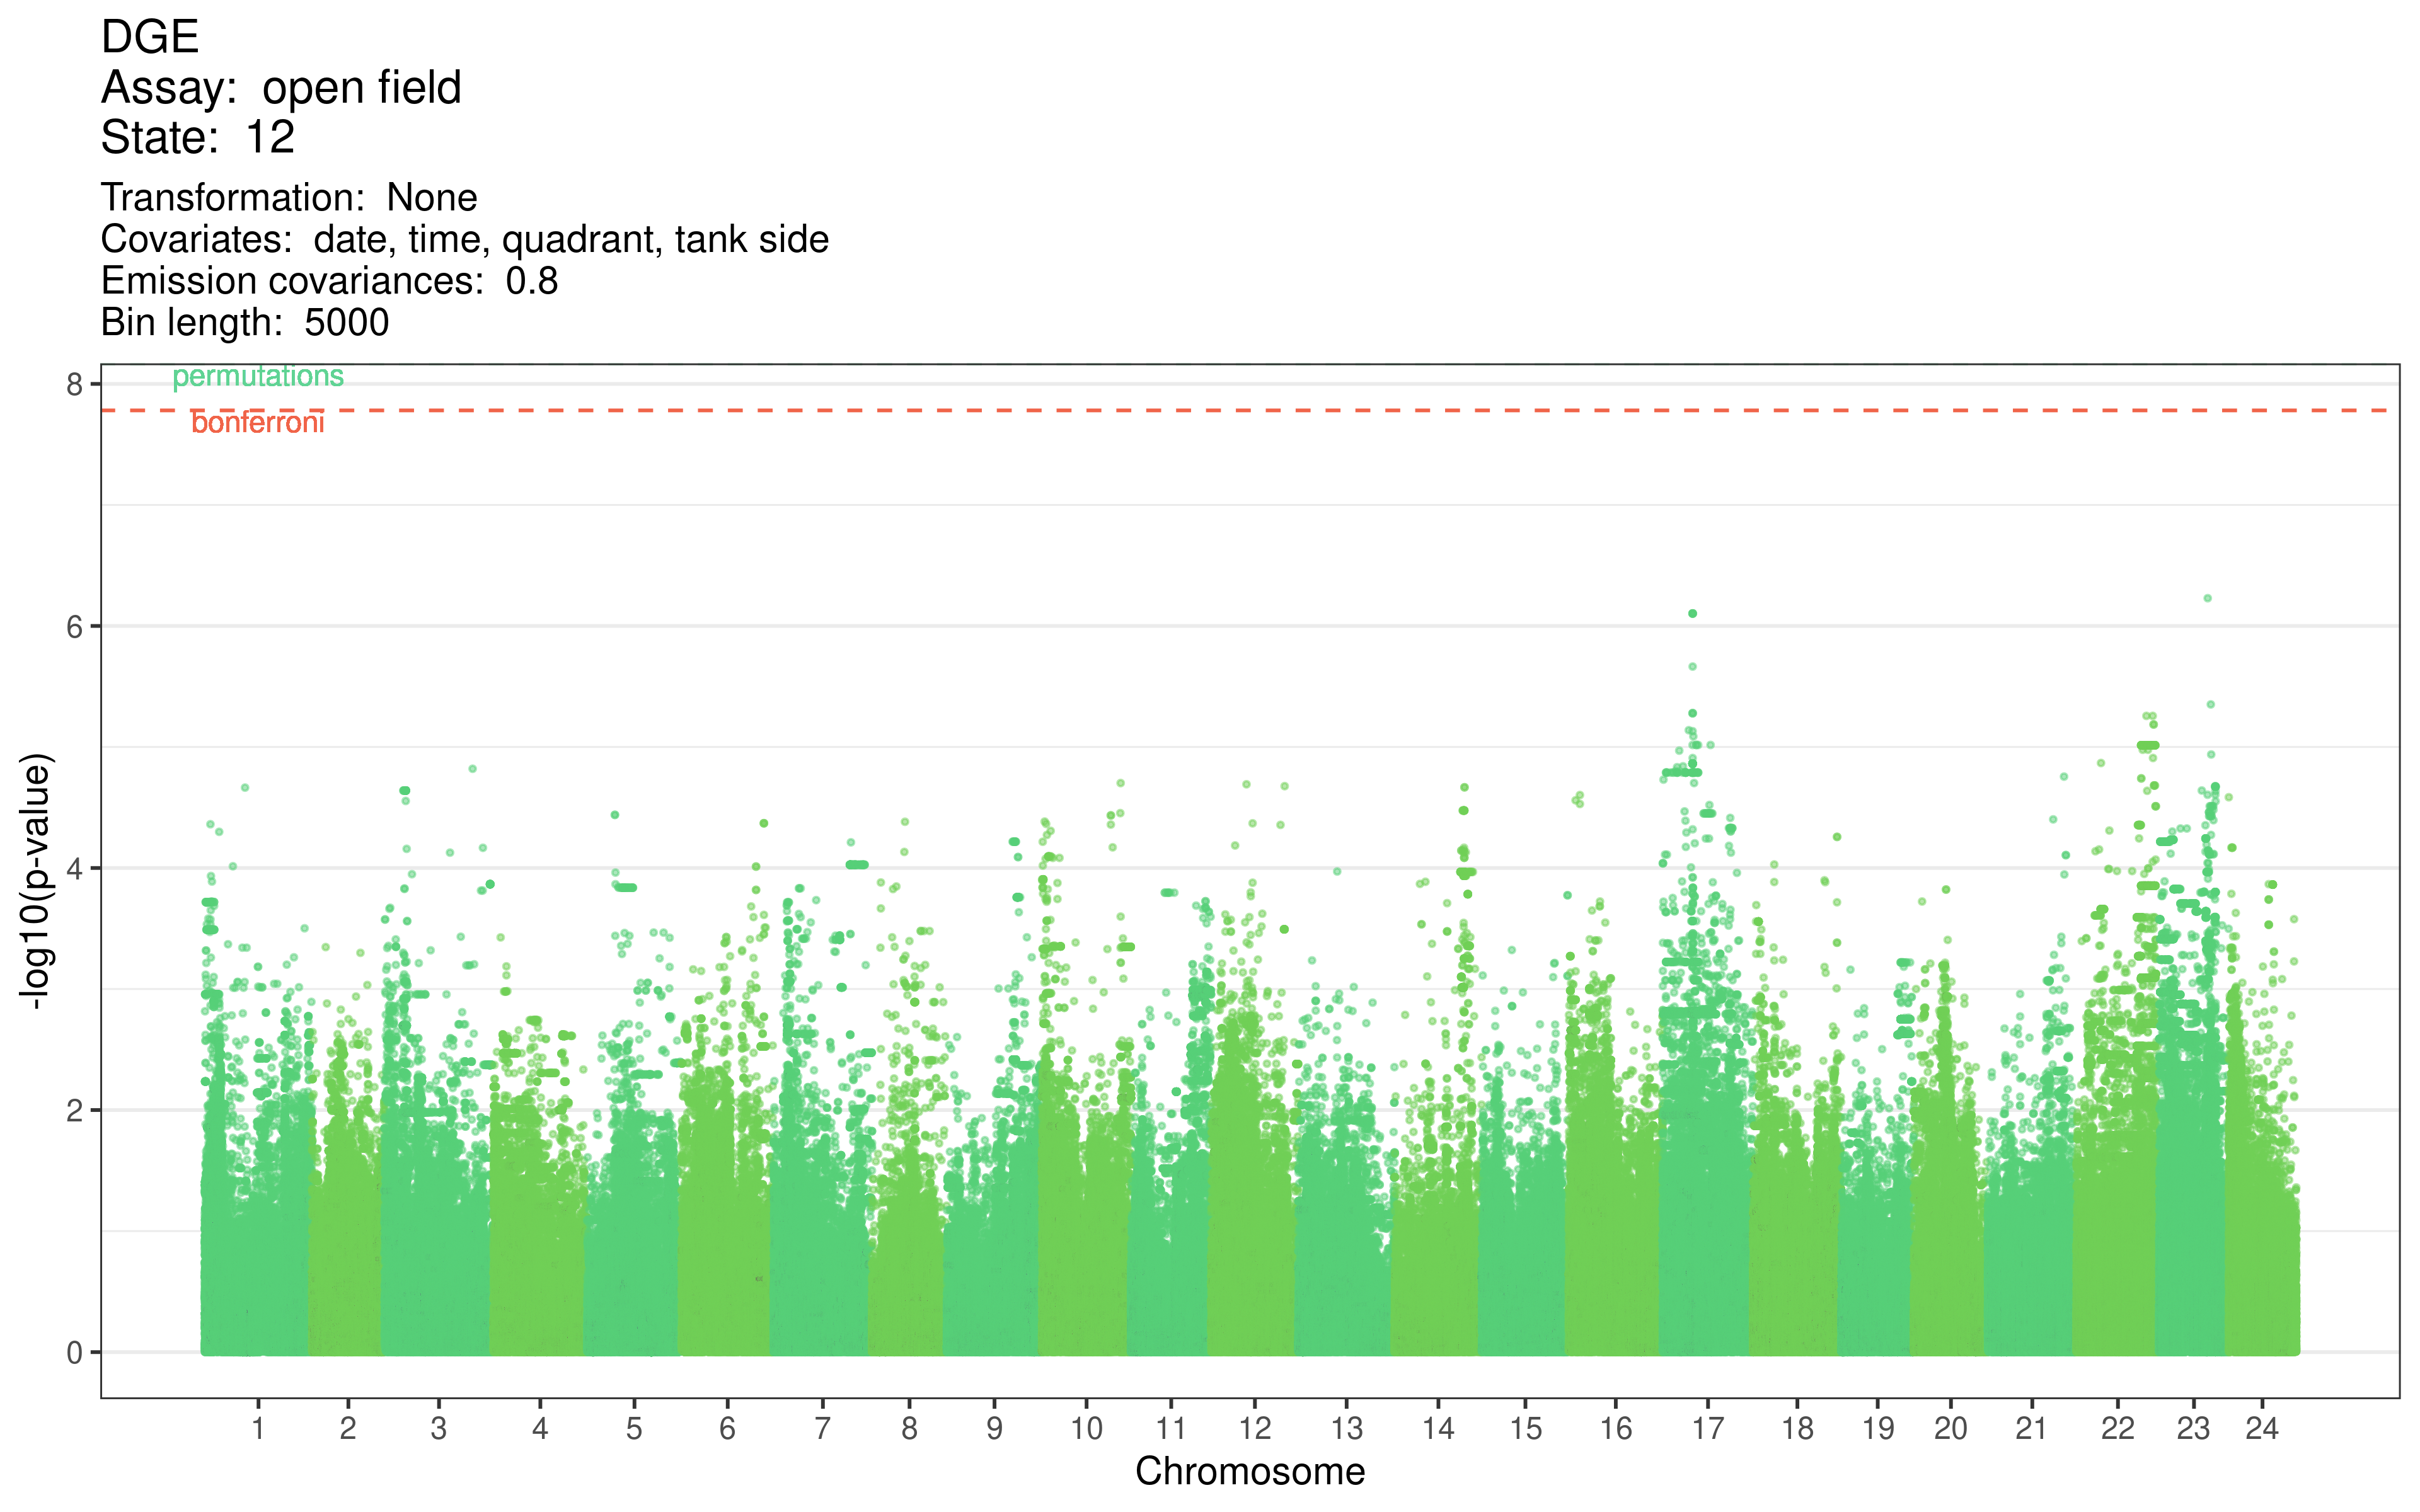 DGE
Assay: open field
State: 12
Transformation: None
Covariates: date, time, quadrant, tank side
Emission covariances: 0.8
Bin length: 5000
permutations
bonferroni
8
6
4
2
0
-log10(p-value)
1 2 3 4 5 6 7 8 9 10 11 12 13 14 15 16 17 18 19 20 21 22 23 24
Chromosome